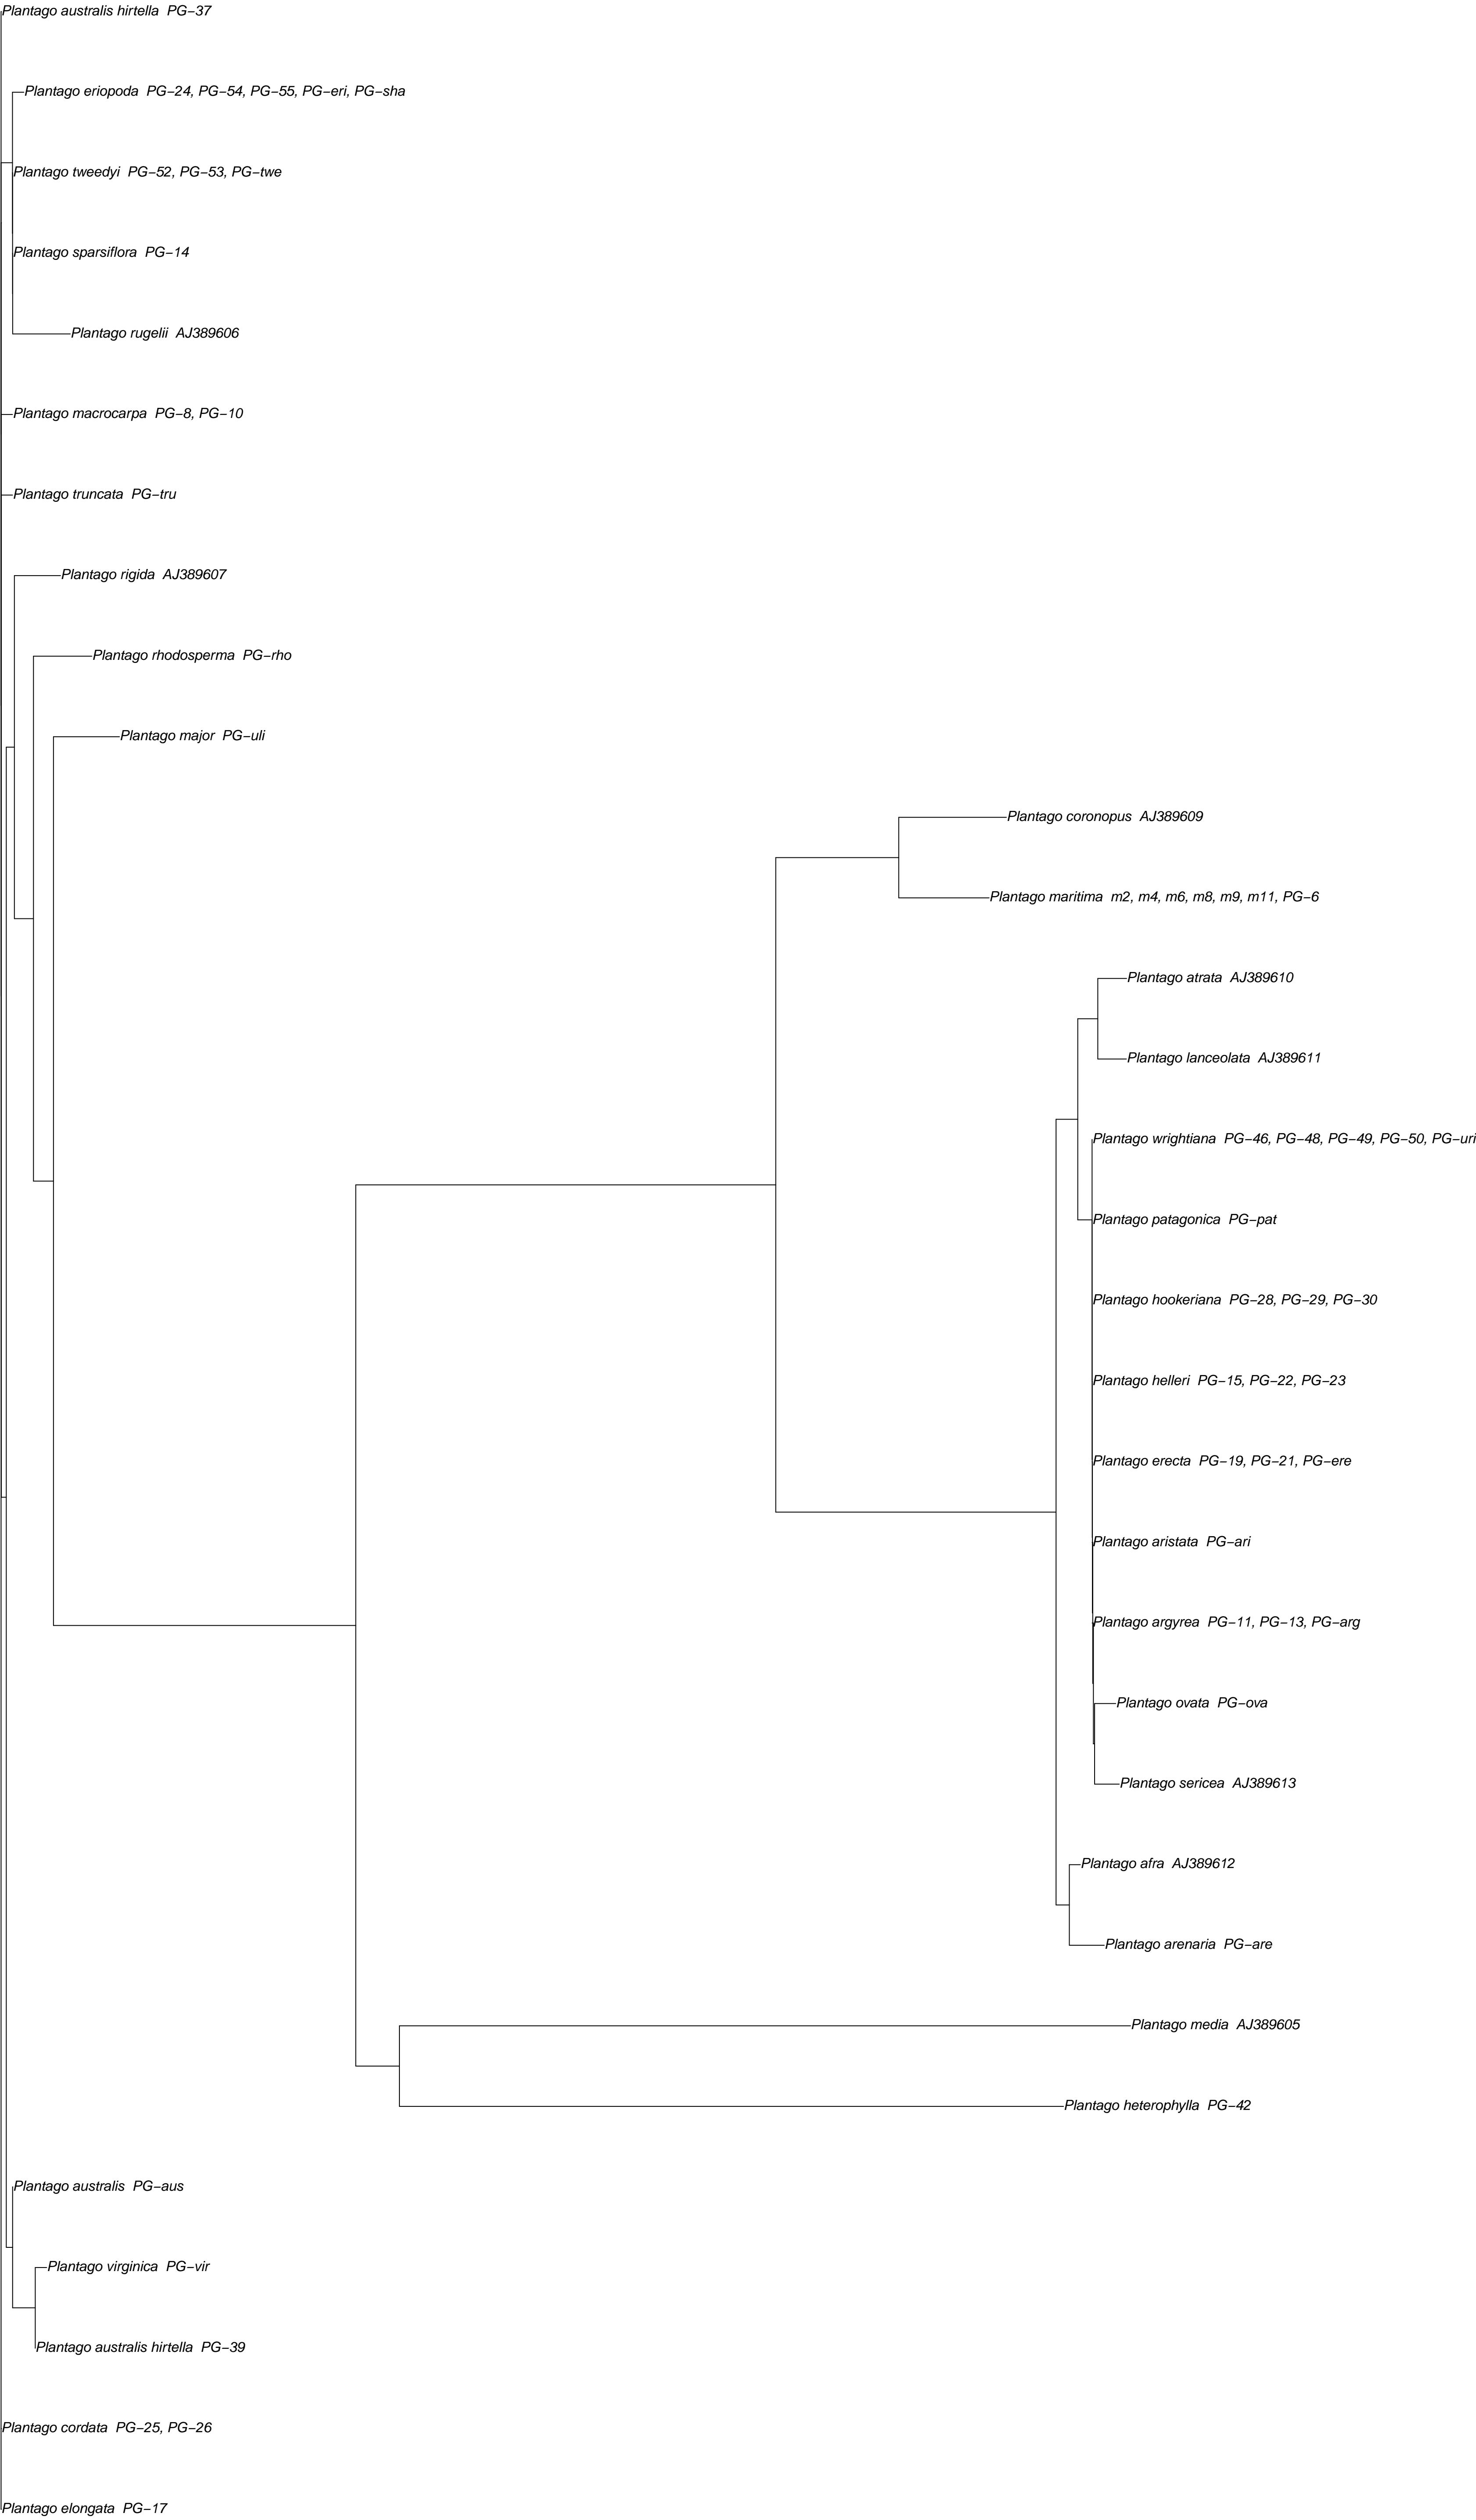 Plantago australis hirtella PG−37
Plantago eriopoda PG−24, PG−54, PG−55, PG−eri, PG−sha
Plantago tweedyi PG−52, PG−53, PG−twe
Plantago sparsiflora PG−14
Plantago rugelii AJ389606
Plantago macrocarpa PG−8, PG−10
Plantago truncata PG−tru
Plantago rigida AJ389607
Plantago rhodosperma PG−rho
Plantago major PG−uli
Plantago coronopus AJ389609
Plantago maritima m2, m4, m6, m8, m9, m11, PG−6
Plantago atrata AJ389610
Plantago lanceolata AJ389611
Plantago wrightiana PG−46, PG−48, PG−49, PG−50, PG−uri
Plantago patagonica PG−pat
Plantago hookeriana PG−28, PG−29, PG−30
Plantago helleri PG−15, PG−22, PG−23
Plantago erecta PG−19, PG−21, PG−ere
Plantago aristata PG−ari
Plantago argyrea PG−11, PG−13, PG−arg
Plantago ovata PG−ova
Plantago sericea AJ389613
Plantago afra AJ389612
Plantago arenaria PG−are
Plantago media AJ389605
Plantago heterophylla PG−42
Plantago australis PG−aus
Plantago virginica PG−vir
Plantago australis hirtella PG−39
Plantago cordata PG−25, PG−26
Plantago elongata PG−17